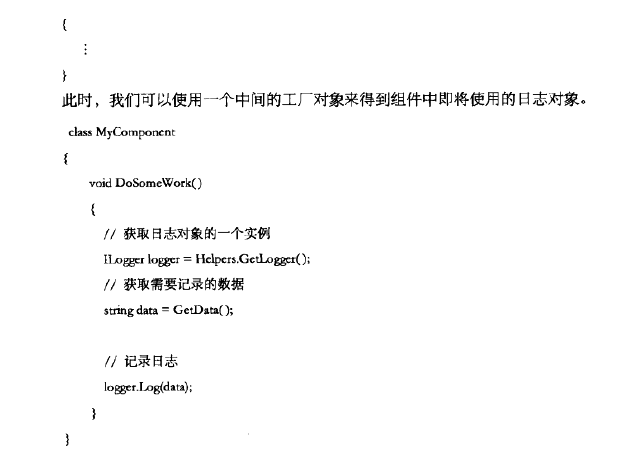 {
⋮
}
此时，我们可以使用一个中间的工厂对象来得到组件中即将使用的日志对象。
class MyComponent
{
void DoSomeWork()
{
// 获取日志对象的一个实例
ILogger logger = Helpers.GetLogger();
// 获取需要记录的数据
string data = GetData();
// 记录日志
logger.Log(data);
}
}